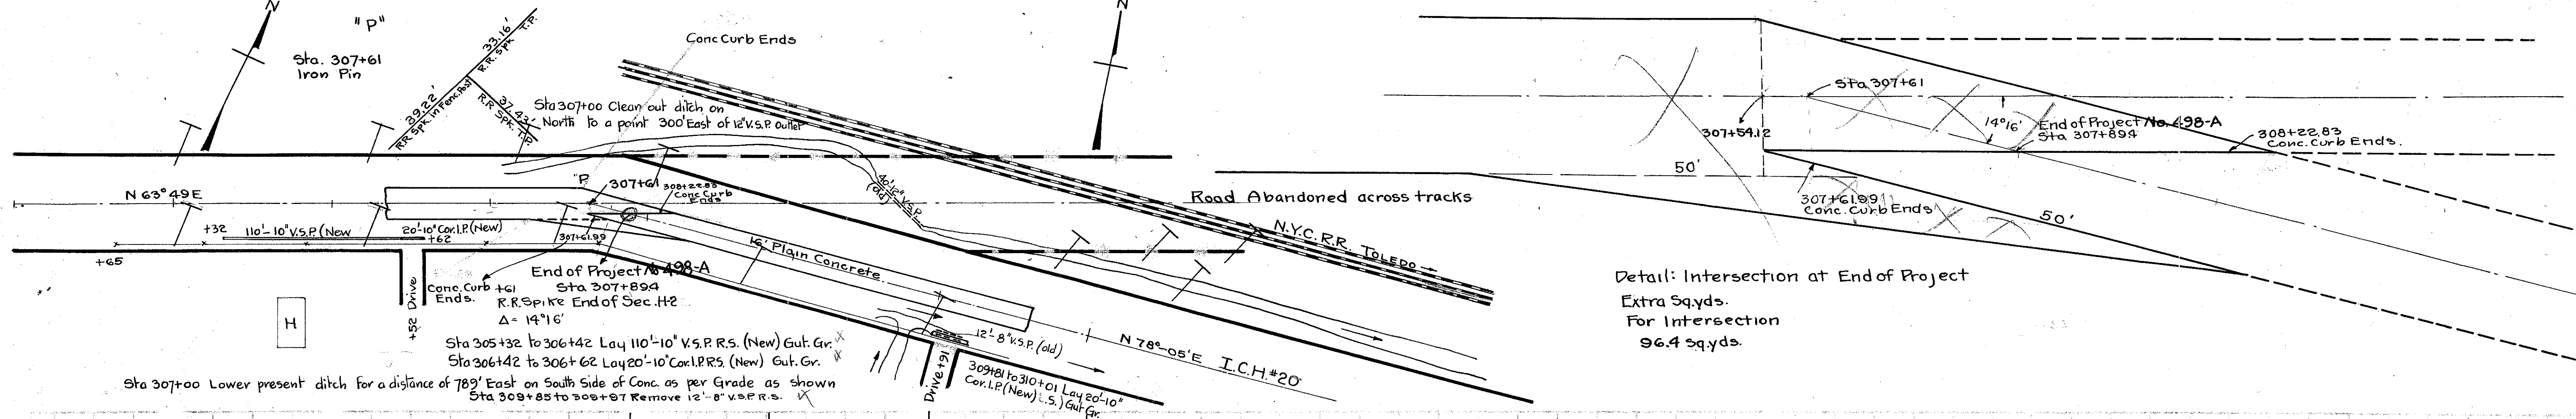 N
"P"
Sta. 307+61
Iron Pin
33.16'
R.R. Spk. T.P.
39.22'
R.R Spk in Fenc.Post
37.43'
R.R Spk. T.P.
Conc Curb Ends
N
Sta 307+00 Clean out ditch on
North to a point 300' East of 12" V.S.P. Outlet
40-12" V.S.P.
(old)
N 63°49E
"P
307+61
308+22.83
Conc Curb
Ends
Road Abandoned across tracks
N.Y.C.R.R. TOLEDO
+32
110'-10" V.S.P. (New
20'-10" Cor.I.P.(New)
+62
307+61.99
+65
16' Plain Concrete
+52 Drive
Conc. Curb
Ends.
+61
End of Project No 498-A
Sta 307+894
R.R.Spike End of Sec. H-2
Δ = 14°16'
H
Sta 305+32 to 306+42 Lay 110'-10" V.S.P. R.S. (New) Gut. Gr.
Sta 306+42 to 306+62 Lay 20'-10" Cor.I.P.R.S. (New) Gut. Gr.
Sta 307+00 Lower present ditch for a distance of 789' East on South Side of Conc. as per Grade as shown
Sta 309+85 to 309+97 Remove 12'-8" V.S.P R.S.
12'-8" V.S.P. (old)
Drive +91
N 78°-05'E
I.C.H.#20
309+81 to 310+01 Lay 20'-10"
Cor.I.P.(New) L.S.) Gut Gr.
Sta 307+61
307+54.12
14°16'
End of Project No. 498-A
Sta 307+894
308+22.83
Conc. Curb Ends.
50'
307+61.99
Conc. Curb Ends
50'
Detail: Intersection at End of Project
Extra Sq.yds.
For Intersection
96.4 sq.yds.